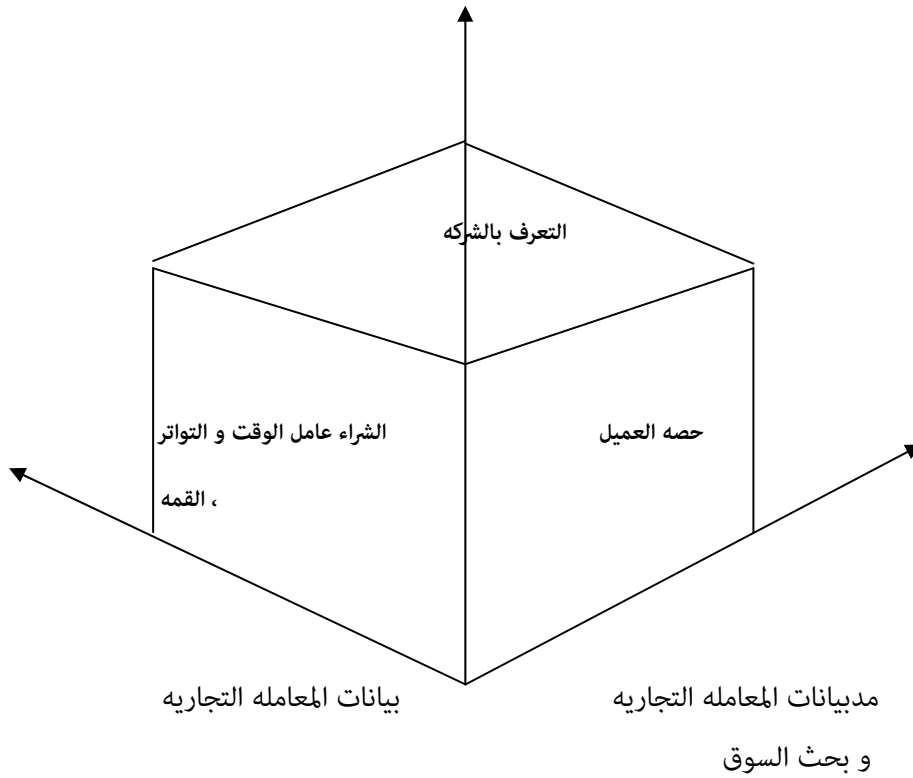 التعرف بالشركه
الشراء عامل الوقت و التواتر
، القمه
حصه العميل
بيانات المعامله التجاريه
مدبيانات المعامله التجاريه
و بحث السوق